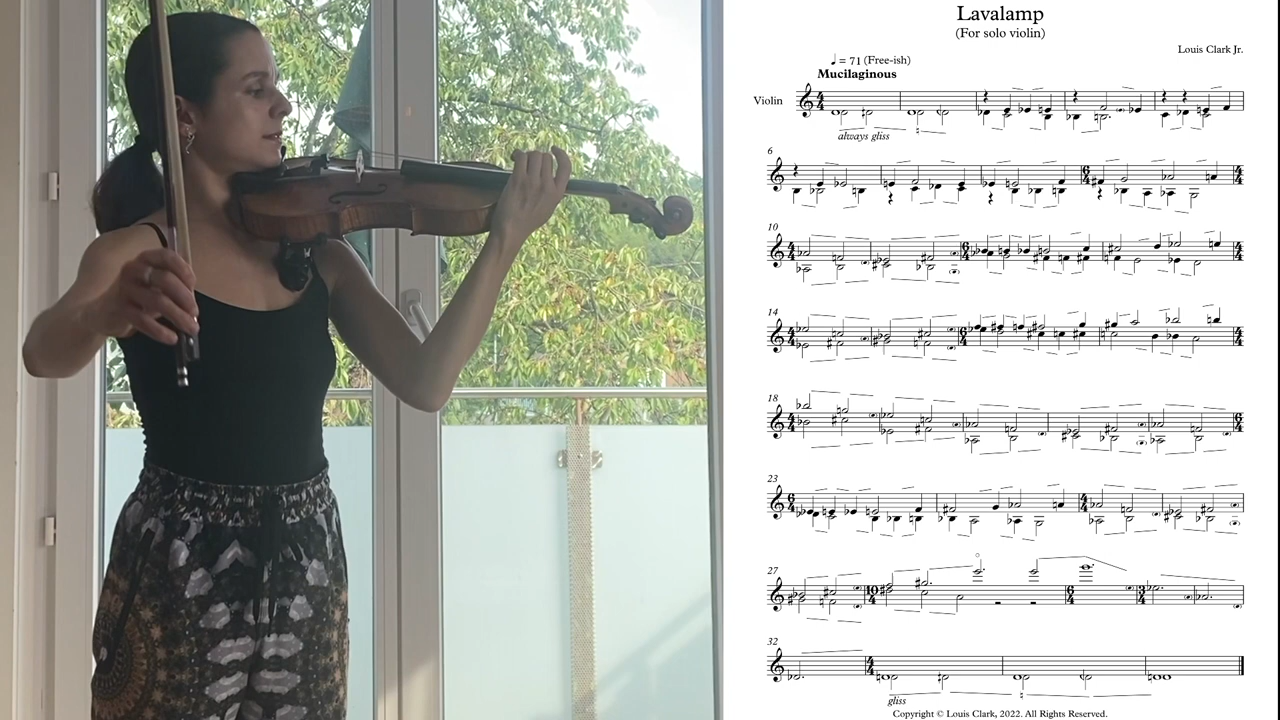 Lavalamp
(For solo violin)
Louis Clark Jr.
♩ = 71 (Free-ish)
Mucilaginous
Violin
always gliss
6
10
14
18
23
27
32
gliss
Copyright © Louis Clark, 2022. All Rights Reserved.